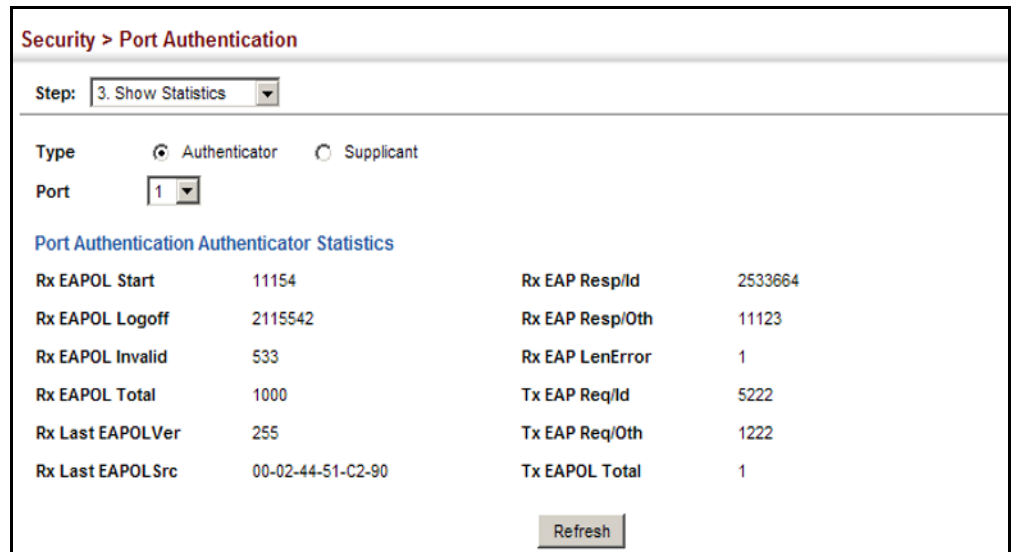 Security > Port Authentication
Step: 3. Show Statistics
Type Authenticator Supplicant
Port 1
Port Authentication Authenticator Statistics
Rx EAPOL Start 11154 Rx EAP Resp/Id 2533664
Rx EAPOL Logoff 2115542 Rx EAP Resp/Oth 11123
Rx EAPOL Invalid 533 Rx EAP LenError 1
Rx EAPOL Total 1000 Tx EAP Req/Id 5222
Rx Last EAPOLVer 255 Tx EAP Req/Oth 1222
Rx Last EAPOLSrc 00-02-44-51-C2-90 Tx EAPOL Total 1
Refresh